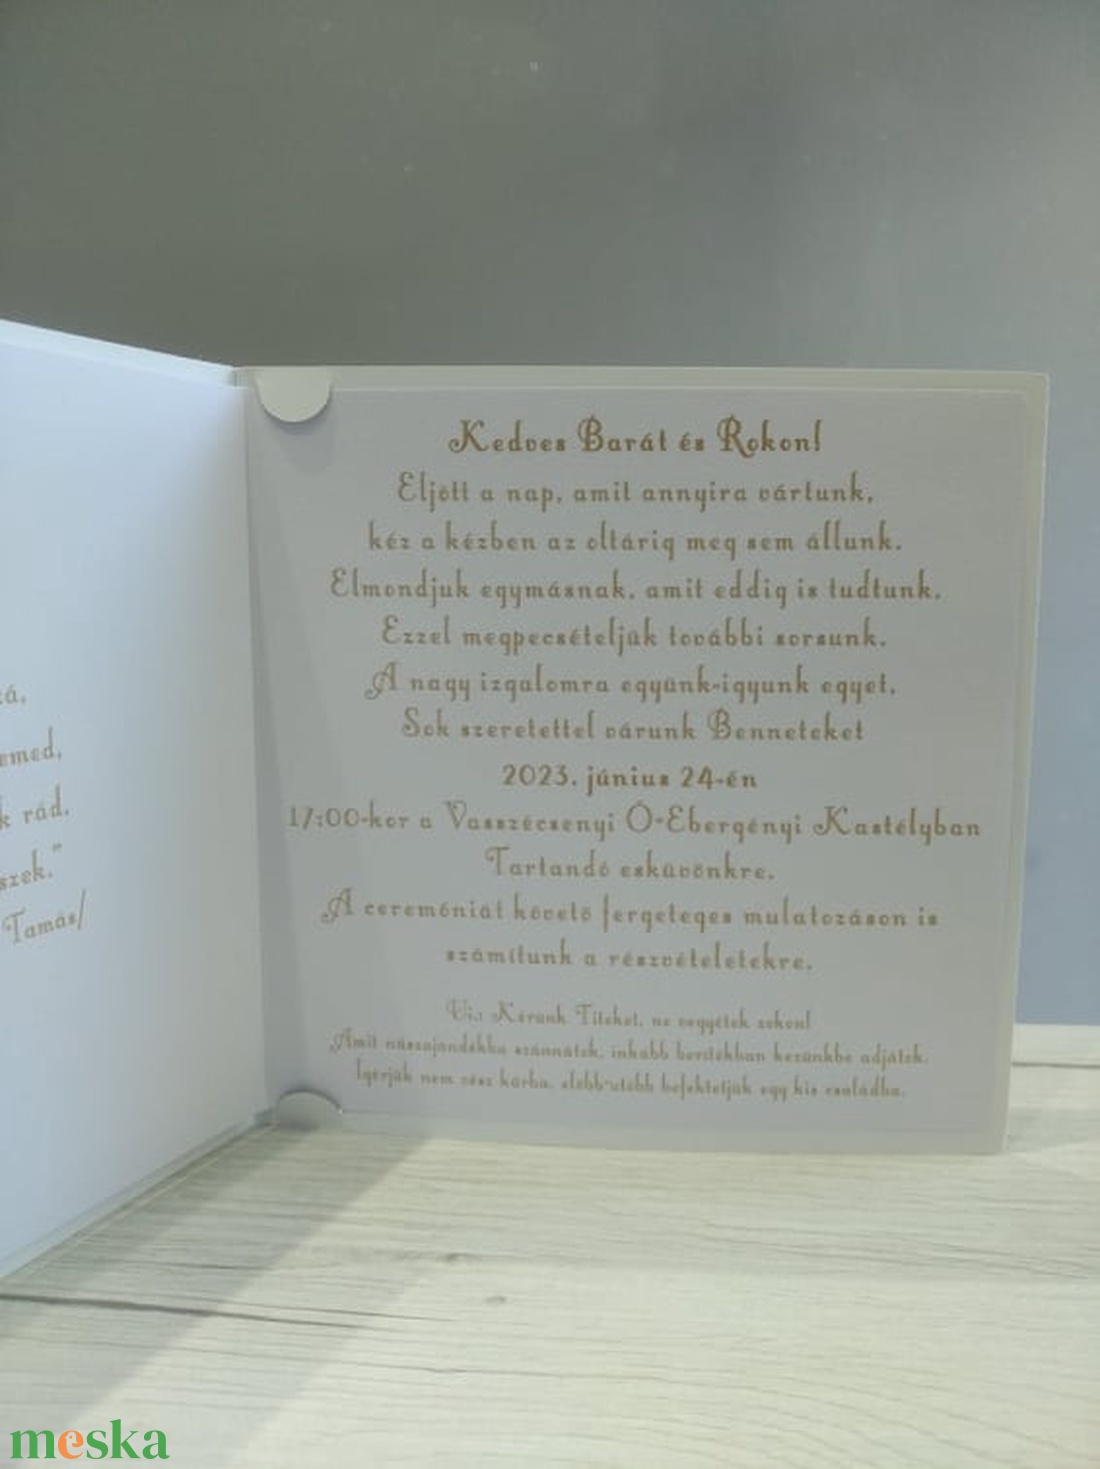 ká,
emed,
k rád.
szek."
Tamás/
Kedves Barát és Rokon!
Eljött a nap, amit annyira vártunk,
kéz a kézben az oltárig meg sem állunk.
Elmondjuk egymásnak, amit eddig is tudtunk.
Ezzel megpecsételjük további sorsunk.
A nagy izgalomra együnk-igyunk egyet,
Sok szeretettel várunk Benneteket
2023. június 24-én
17:00-kor a Vasszécsenyi Ó-Ebergényi Kastélyban
Tartandó esküvőnkre.
A ceremóniát követő fergeteges mulatozáson is
számítunk a részvételetekre.
Ui.: Kérünk Titeket, ne vegyétek zokon!
Amit nászajándékba szánnátok, inkább borítékban kezünkbe adjátok.
Ígérjük nem vész kárba, előbb-utóbb befektetjük egy kis családba.
meska